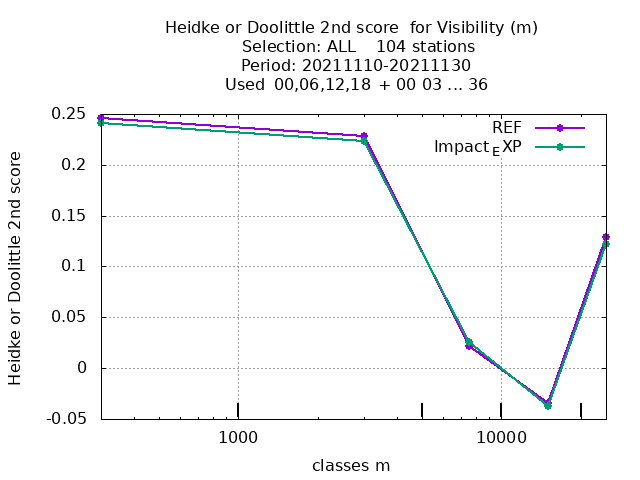 Heidke or Doolittle 2nd score  for Visibility (m)
Selection: ALL    104 stations
Period: 20211110-20211130
Used  00,06,12,18  + 00 03 ... 36
REF
Impact_EXP
0.25
0.2
0.15
0.1
0.05
0
-0.05
Heidke or Doolittle 2nd score
1000
10000
classes m